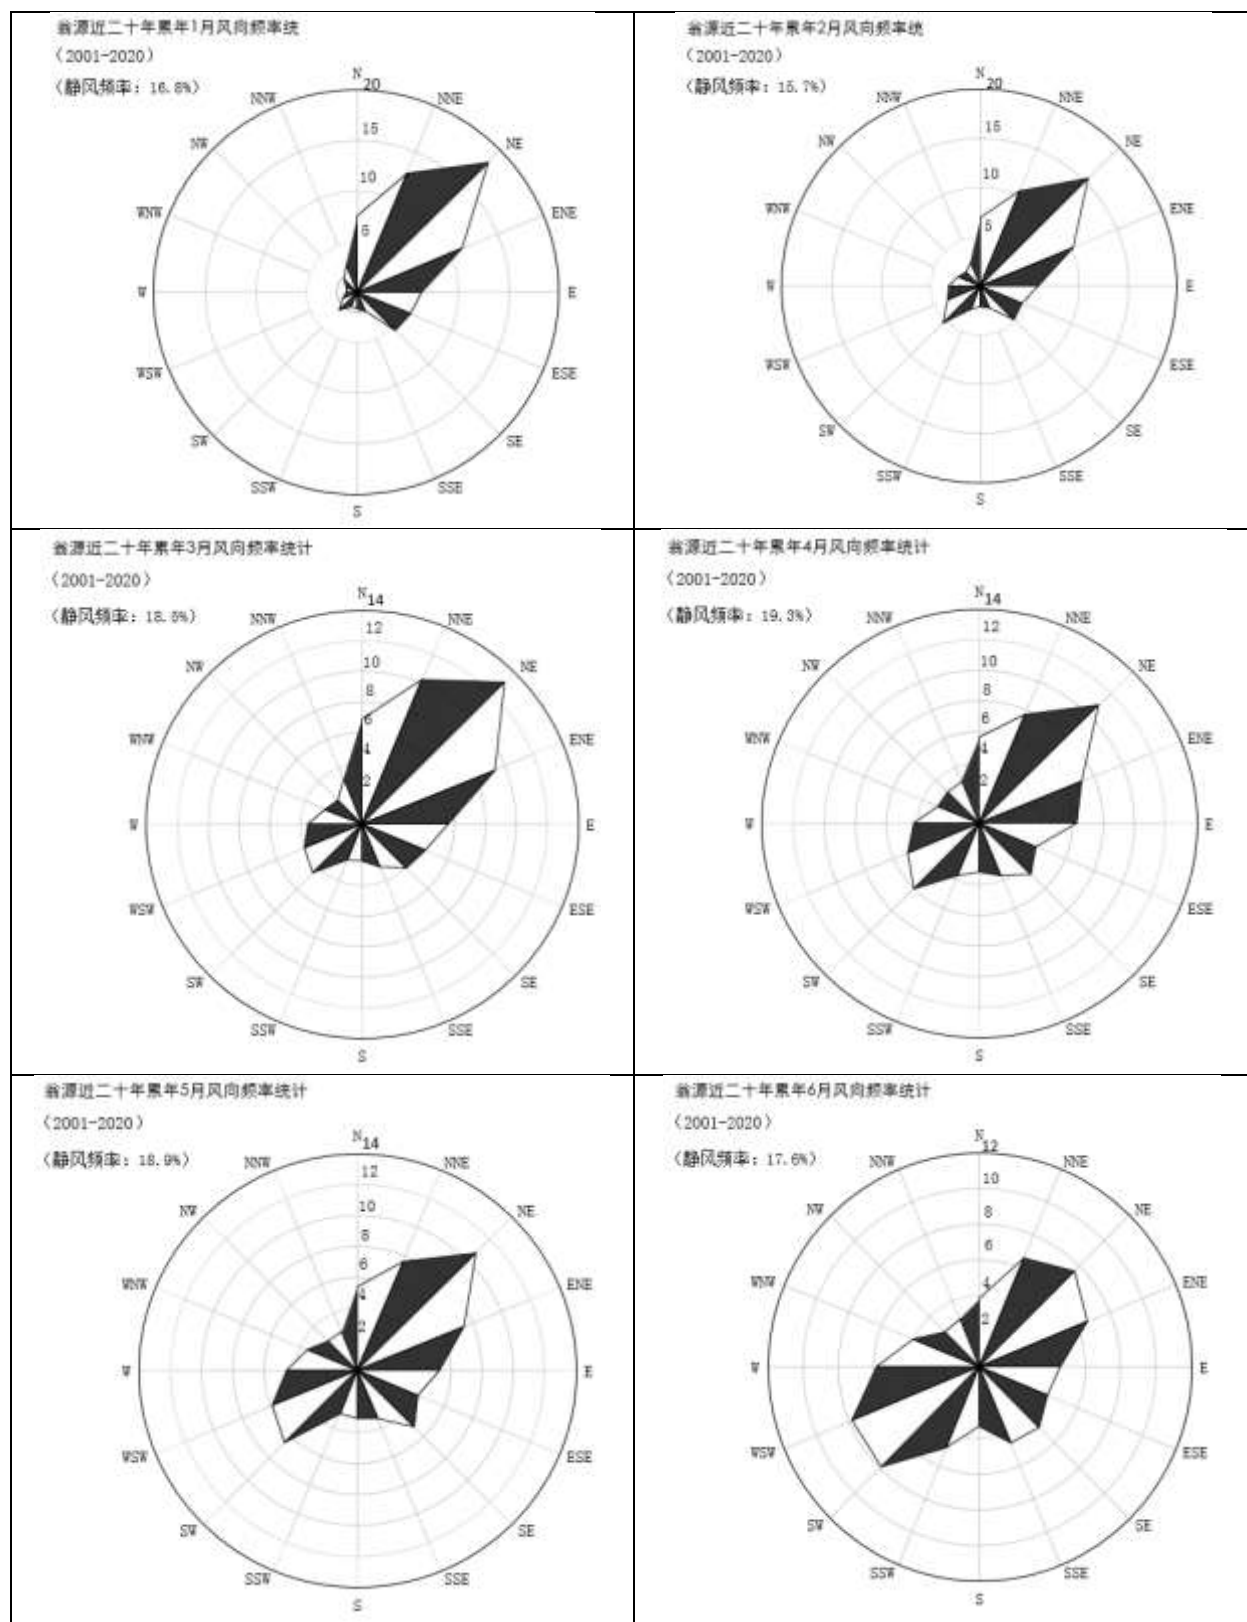 翁源近二十年累年1月风向频率统
(2001-2020)
(静风频率: 16.8%)
N
20
NNE
NE
ENE
E
ESE
SE
SSE
S
SSW
SW
WSW
W
WNW
NW
NNW
15
10
5
翁源近二十年累年2月风向频率统
(2001-2020)
(静风频率: 15.7%)
N
20
NNE
NE
ENE
E
ESE
SE
SSE
S
SSW
SW
WSW
W
WNW
NW
NNW
15
10
5
翁源近二十年累年3月风向频率统计
(2001-2020)
(静风频率: 18.5%)
N
14
NNE
NE
ENE
E
ESE
SE
SSE
S
SSW
SW
WSW
W
WNW
NW
NNW
12
10
8
6
4
2
翁源近二十年累年4月风向频率统计
(2001-2020)
(静风频率: 19.3%)
N
14
NNE
NE
ENE
E
ESE
SE
SSE
S
SSW
SW
WSW
W
WNW
NW
NNW
12
10
8
6
4
2
翁源近二十年累年5月风向频率统计
(2001-2020)
(静风频率: 18.9%)
N
14
NNE
NE
ENE
E
ESE
SE
SSE
S
SSW
SW
WSW
W
WNW
NW
NNW
12
10
8
6
4
2
翁源近二十年累年6月风向频率统计
(2001-2020)
(静风频率: 17.6%)
N
12
NNE
NE
ENE
E
ESE
SE
SSE
S
SSW
SW
WSW
W
WNW
NW
NNW
10
8
6
4
2